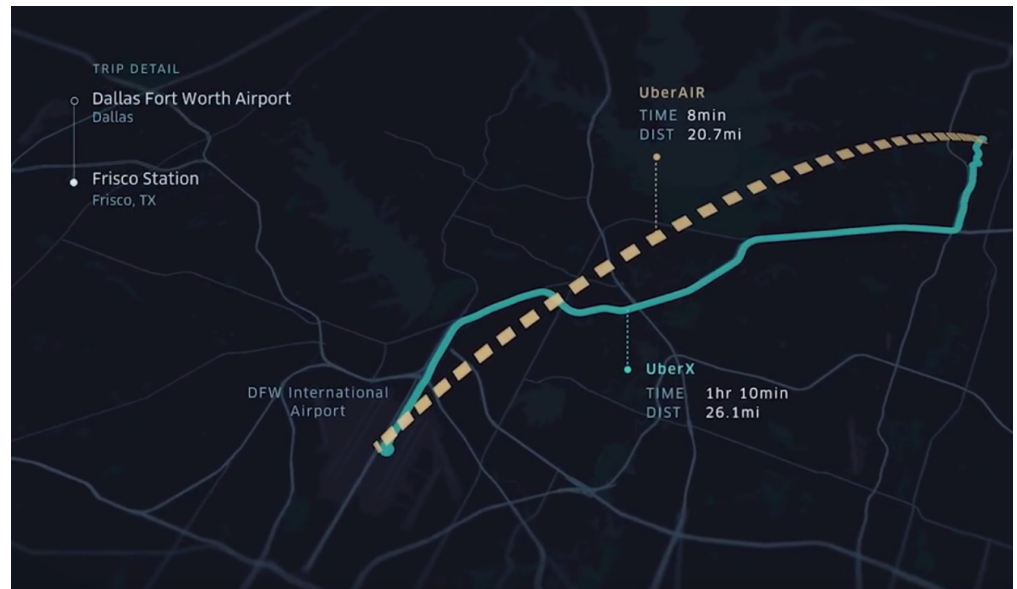 TRIP DETAIL
Dallas Fort Worth Airport
Dallas
Frisco Station
Frisco, TX
UberAIR
TIME 8min
DIST 20.7mi
UberX
TIME 1hr 10min
DIST 26.1mi
DFW International
Airport